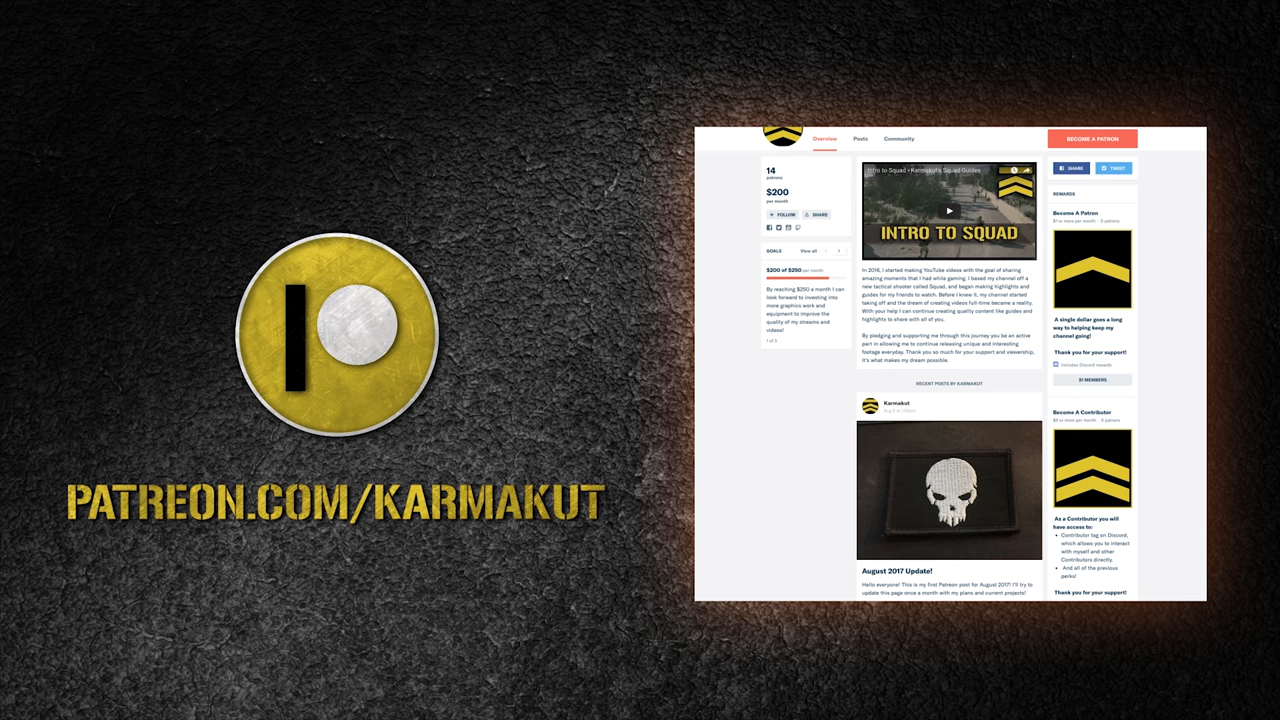 PATREON.COM/KARMAKUT
Overview
Posts
Community
BECOME A PATRON
14
patrons
$200
per month
FOLLOW
SHARE
GOALS
View all
$200 of $250 per month
By reaching $250 a month I can
look forward to investing into
more graphics work and
equipment to improve the
quality of my streams and
videos!
1 of 3
Intro to Squad - Karmakut's Squad Guides
INTRO TO SQUAD
In 2016, I started making YouTube videos with the goal of sharing
amazing moments that I had while gaming. I based my channel off a
new tactical shooter called Squad, and began making highlights and
guides for my friends to watch. Before I knew it, my channel started
taking off and the dream of creating videos full-time became a reality.
With your help I can continue creating quality content like guides and
highlights to share with all of you.
By pledging and supporting me through this journey you be an active
part in allowing me to continue releasing unique and interesting
footage everyday. Thank you so much for your support and viewership,
it's what makes my dream possible.
RECENT POSTS BY KARMAKUT
Karmakut
August 2017 Update!
Hello everyone! This is my first Patreon post for August 2017! I'll try to
update this page once a month with my plans and current projects!
SHARE
TWEET
REWARDS
Become A Patron
$1 or more per month
A single dollar goes a long
way to helping keep my
channel going!
Thank you for your support!
Includes Discord rewards
$1 MEMBERS
Become A Contributor
$5 or more per month
As a Contributor you will
have access to:
Contributor tag on Discord,
which allows you to interact
with myself and other
Contributors directly.
And all of the previous
perks!
Thank you for your support!